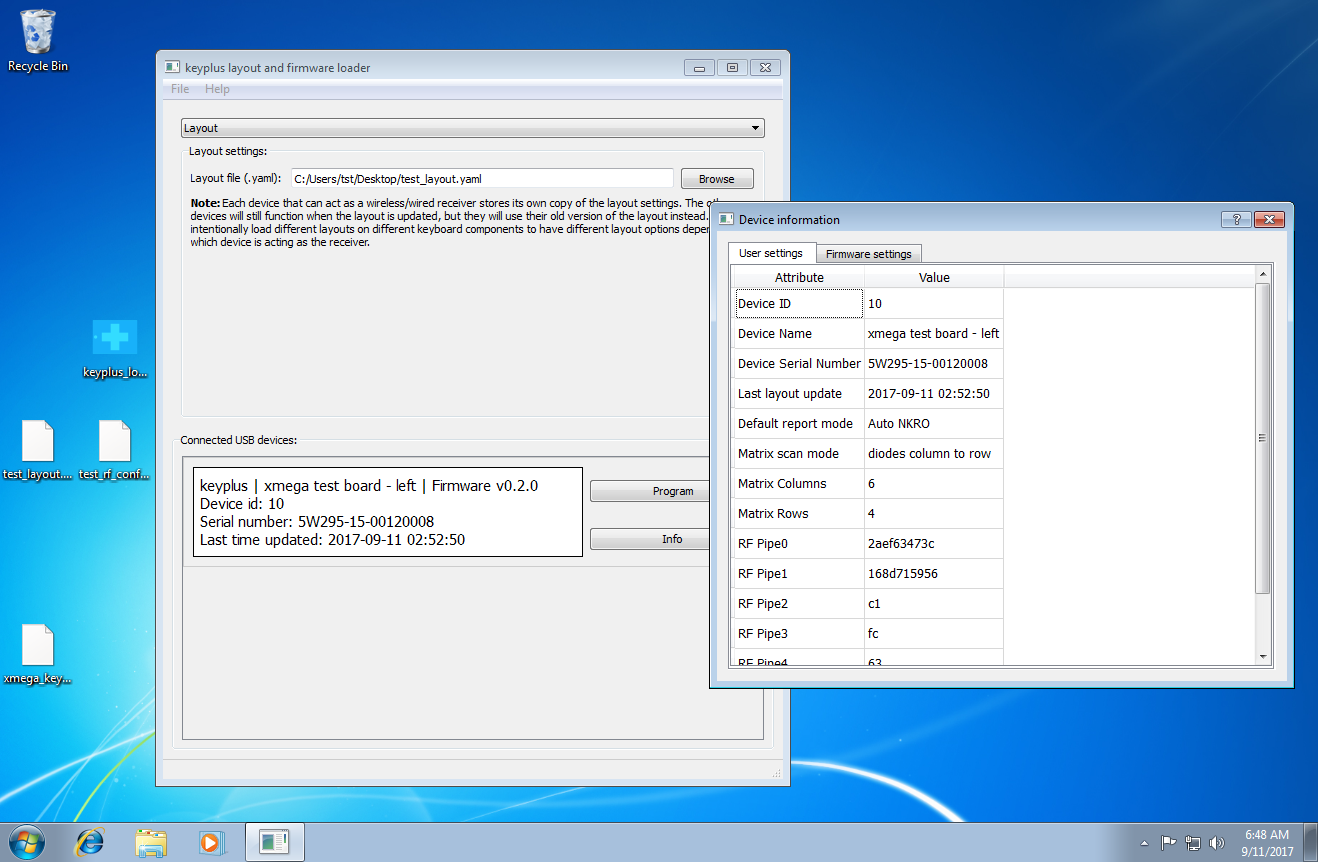 Recycle Bin
keyplus_lo...
test_layout....
test_rf_conf...
xmega_key...
keyplus layout and firmware loader
File Help
Layout
Layout settings:
Layout file (.yaml): C:/Users/tst/Desktop/test_layout.yaml Browse
Note: Each device that can act as a wireless/wired receiver stores its own copy of the layout settings. The
devices will still function when the layout is updated, but they will use their old version of the layout instead.
intentionally load different layouts on different keyboard components to have different layout options
which device is acting as the receiver.
Connected USB devices:
keyplus | xmega test board - left | Firmware v0.2.0
Device id: 10
Serial number: 5W295-15-00120008
Last time updated: 2017-09-11 02:52:50
Program
Info
Device information
User settings Firmware settings
Attribute Value
Device ID 10
Device Name xmega test board - left
Device Serial Number 5W295-15-00120008
Last layout update 2017-09-11 02:52:50
Default report mode Auto NKRO
Matrix scan mode diodes column to row
Matrix Columns 6
Matrix Rows 4
RF Pipe0 2aef63473c
RF Pipe1 168d715956
RF Pipe2 c1
RF Pipe3 fc
RF Pipe4 63
6:48 AM
9/11/2017